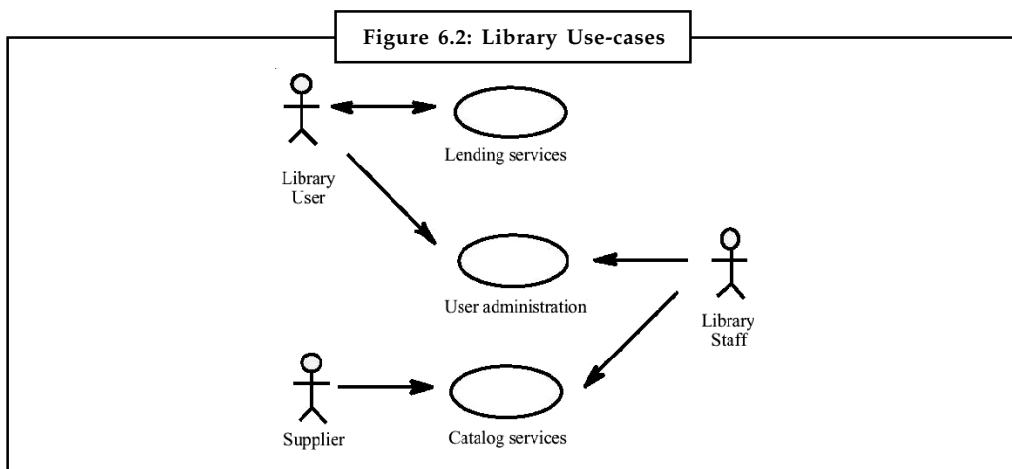 Figure 6.2: Library Use-cases
Lending services
Library
User
User administration
Library
Staff
Supplier
Catalog services